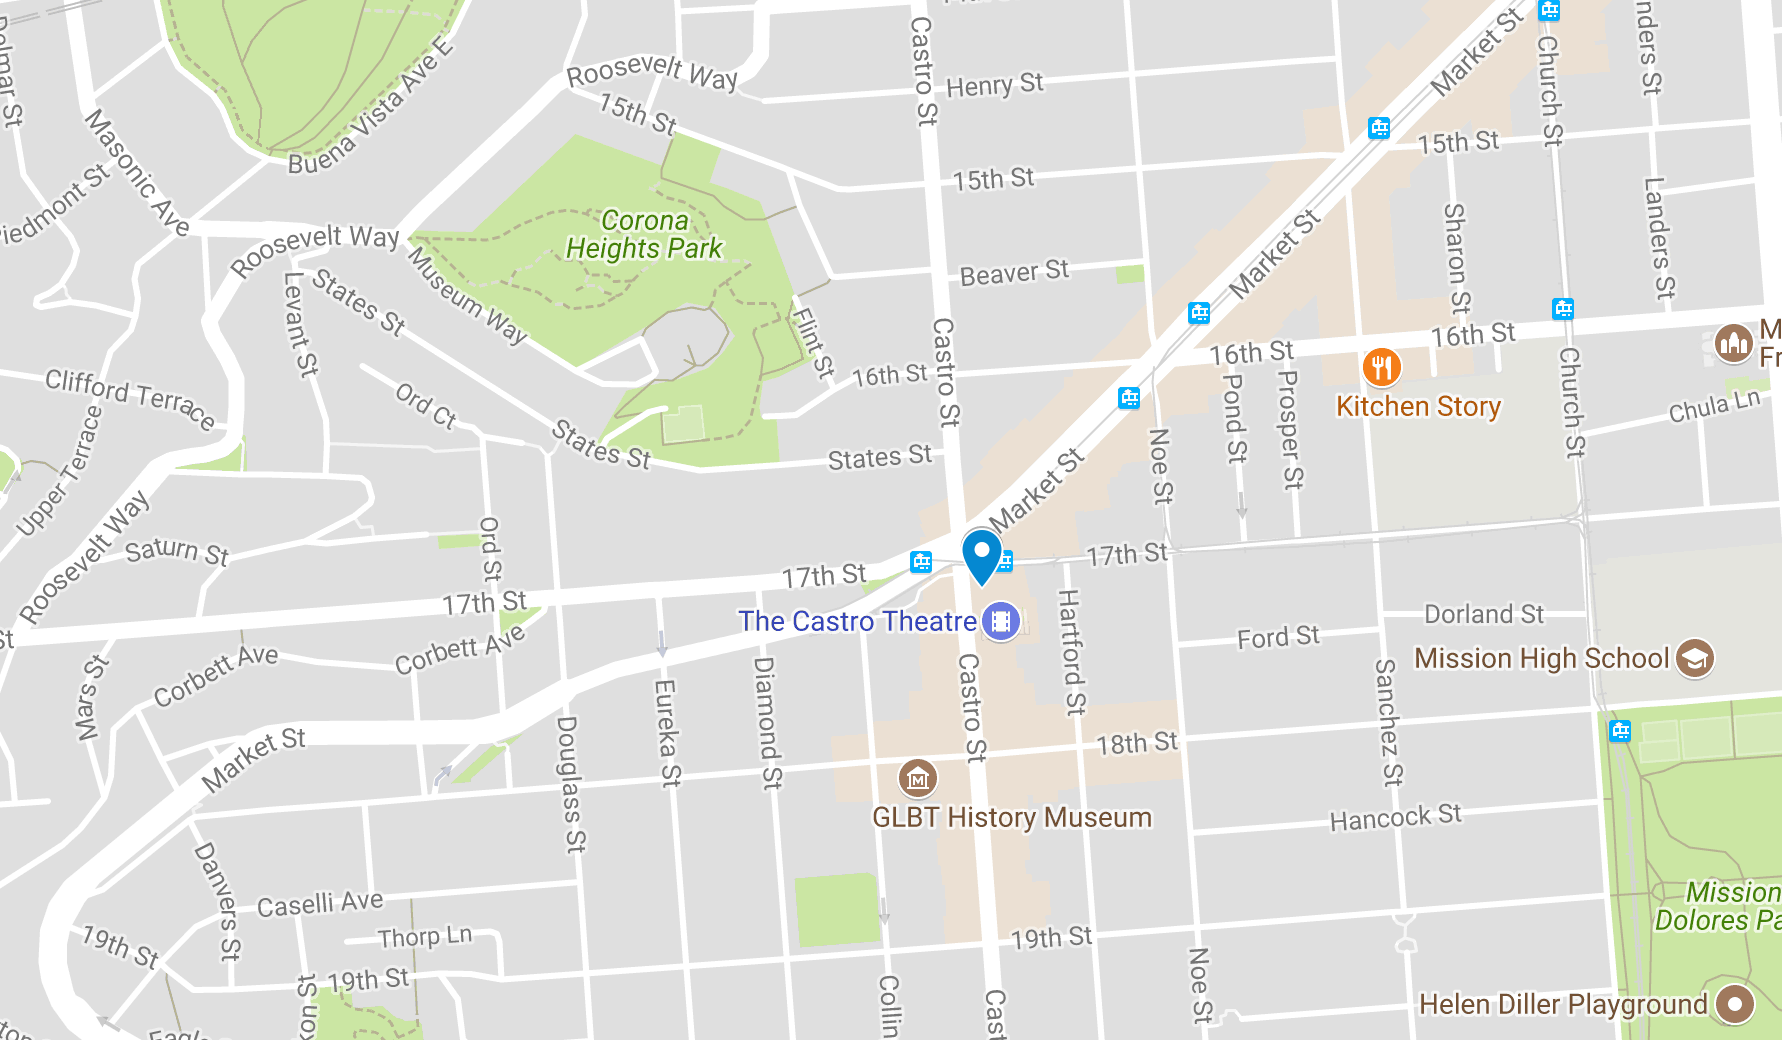 Castro St
Market St
Church St
Roosevelt Way
Henry St
15th St
Buena Vista Ave E
Masonic Ave
15th St
15th St
Piedmont St
Corona
Heights Park
Landers St
Sharon St
Market St
Roosevelt Way
Beaver St
Levant St
States St
Museum Way
Flint St
Castro St
16th St
16th St
16th St
Church St
Clifford Terrace
Ord Ct
Kitchen Story
Chula Ln
Pond St
Prosper St
Upper Terrace
States St
States St
Noe St
Market St
Roosevelt Way
Saturn St
Ord St
17th St
17th St
17th St
St
The Castro Theatre
Hartford St
Ford St
Dorland St
Corbett Ave
Corbett Ave
Mission High School
Mars St
Castro St
Sanchez St
Eureka St
Diamond St
Douglass St
Market St
18th St
GLBT History Museum
Hancock St
Danvers St
Caselli Ave
Thorp Ln
19th St
19th St
19th St
Mission
Dolores Pa
Noe St
Collin
Cast
Helen Diller Playground